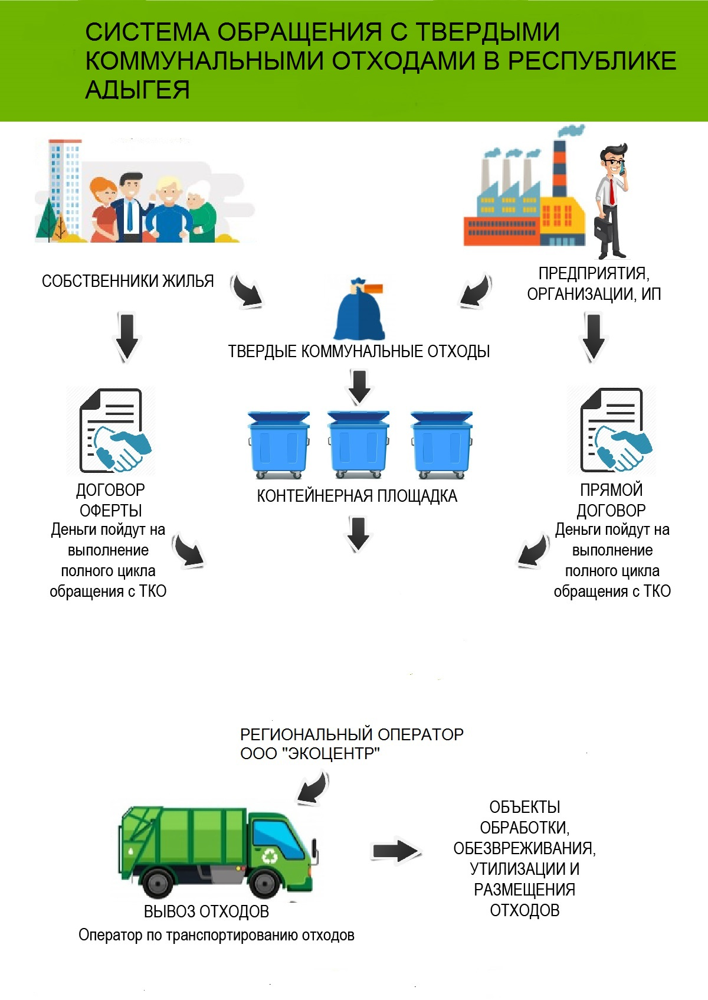 СИСТЕМА ОБРАЩЕНИЯ С ТВЕРДЫМИ
КОММУНАЛЬНЫМИ ОТХОДАМИ В РЕСПУБЛИКЕ
АДЫГЕЯ
СОБСТВЕННИКИ ЖИЛЬЯ
ПРЕДПРИЯТИЯ,
ОРГАНИЗАЦИИ, ИП
ТВЕРДЫЕ КОММУНАЛЬНЫЕ ОТХОДЫ
ДОГОВОР
ОФЕРТЫ
Деньги пойдут на
выполнение
полного цикла
обращения с ТКО
КОНТЕЙНЕРНАЯ ПЛОЩАДКА
ПРЯМОЙ
ДОГОВОР
Деньги пойдут на
выполнение
полного цикла
обращения с ТКО
РЕГИОНАЛЬНЫЙ ОПЕРАТОР
ООО "ЭКОЦЕНТР"
ВЫВОЗ ОТХОДОВ
Оператор по транспортированию отходов
ОБЪЕКТЫ
ОБРАБОТКИ,
ОБЕЗВРЕЖИВАНИЯ,
УТИЛИЗАЦИИ И
РАЗМЕЩЕНИЯ
ОТХОДОВ